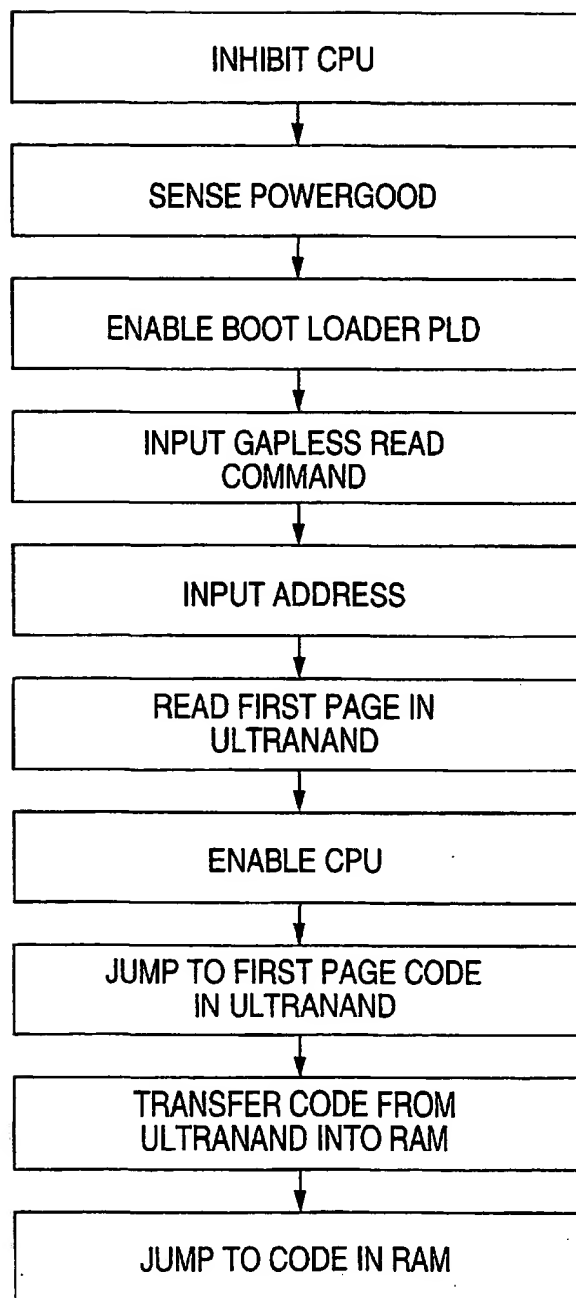 INHIBIT CPU
SENSE POWERGOOD
ENABLE BOOT LOADER PLD
INPUT GAPLESS READ
COMMAND
INPUT ADDRESS
READ FIRST PAGE IN
ULTRANAND
ENABLE CPU
JUMP TO FIRST PAGE CODE
IN ULTRANAND
TRANSFER CODE FROM
ULTRANAND INTO RAM
JUMP TO CODE IN RAM